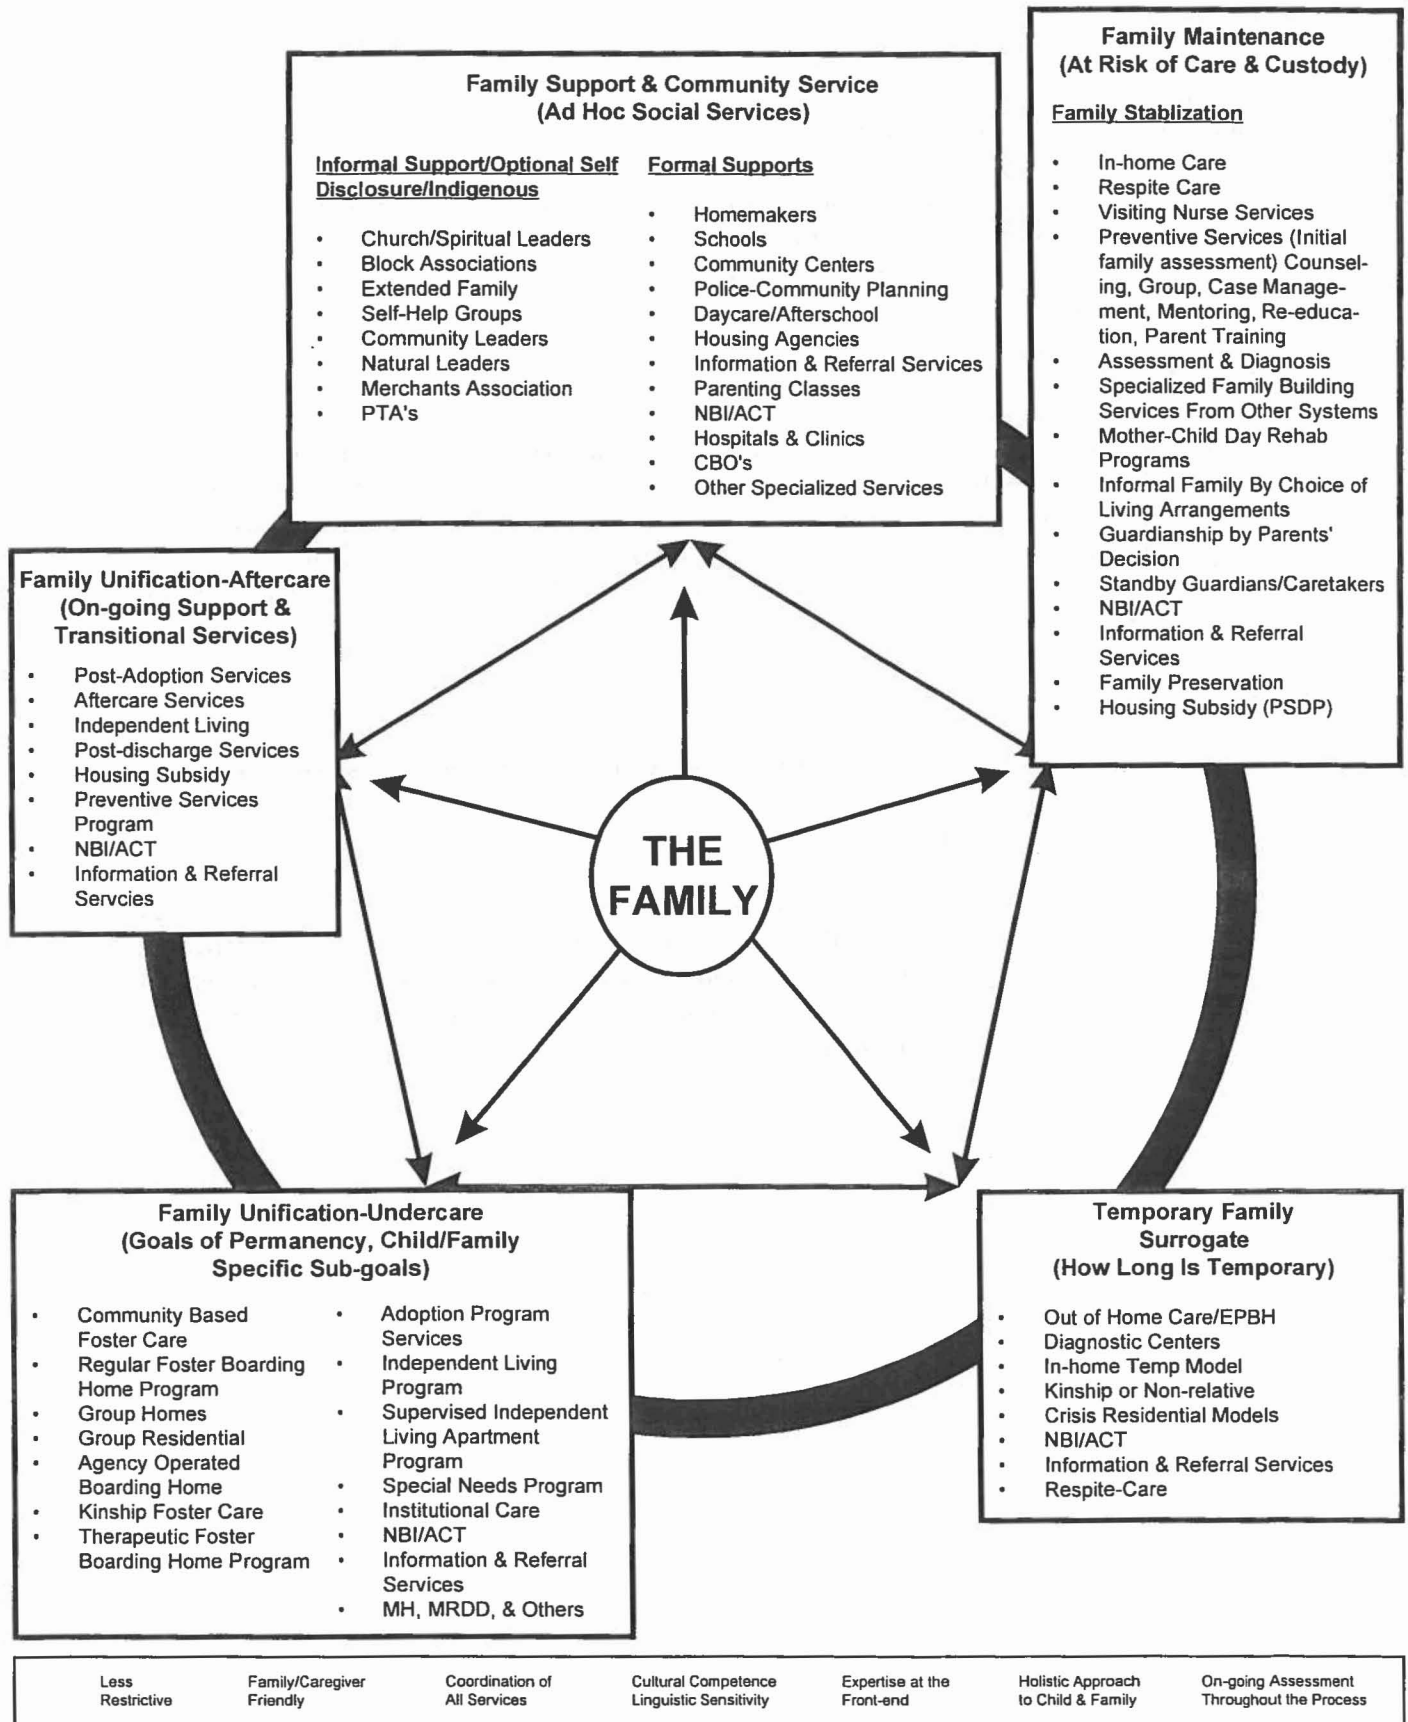 Family Maintenance
(At Risk of Care & Custody)
Family Stablization
• In-home Care
• Respite Care
• Visiting Nurse Services
• Preventive Services (Initial
family assessment) Counsel-
ing, Group, Case Manage-
ment, Mentoring, Re-educa-
tion, Parent Training
• Assessment & Diagnosis
• Specialized Family Building
Services From Other Systems
• Mother-Child Day Rehab
Programs
• Informal Family By Choice of
Living Arrangements
• Guardianship by Parents'
Decision
• Standby Guardians/Caretakers
• NBI/ACT
• Information & Referral
Services
• Family Preservation
• Housing Subsidy (PSDP)
Family Support & Community Service
(Ad Hoc Social Services)
Informal Support/Optional Self
Disclosure/Indigenous
• Church/Spiritual Leaders
• Block Associations
• Extended Family
• Self-Help Groups
• Community Leaders
• Natural Leaders
• Merchants Association
• PTA's
Formal Supports
• Homemakers
• Schools
• Community Centers
• Police-Community Planning
• Daycare/Afterschool
• Housing Agencies
• Information & Referral Services
• Parenting Classes
• NBI/ACT
• Hospitals & Clinics
• CBO's
• Other Specialized Services
Family Unification-Aftercare
(On-going Support &
Transitional Services)
• Post-Adoption Services
• Aftercare Services
• Independent Living
• Post-discharge Services
• Housing Subsidy
• Preventive Services
Program
• NBI/ACT
• Information & Referral
Servcies
THE
FAMILY
Family Unification-Undercare
(Goals of Permanency, Child/Family
Specific Sub-goals)
• Community Based
Foster Care
• Regular Foster Boarding
Home Program
• Group Homes
• Group Residential
• Agency Operated
Boarding Home
• Kinship Foster Care
• Therapeutic Foster
Boarding Home Program
• Adoption Program
Services
• Independent Living
Program
• Supervised Independent
Living Apartment
Program
• Special Needs Program
• Institutional Care
• NBI/ACT
• Information & Referral
Services
• MH, MRDD, & Others
Temporary Family
Surrogate
(How Long Is Temporary)
• Out of Home Care/EPBH
• Diagnostic Centers
• In-home Temp Model
• Kinship or Non-relative
• Crisis Residential Models
• NBI/ACT
• Information & Referral Services
• Respite-Care
Less
Restrictive
Family/Caregiver
Friendly
Coordination of
All Services
Cultural Competence
Linguistic Sensitivity
Expertise at the
Front-end
Holistic Approach
to Child & Family
On-going Assessment
Throughout the Process